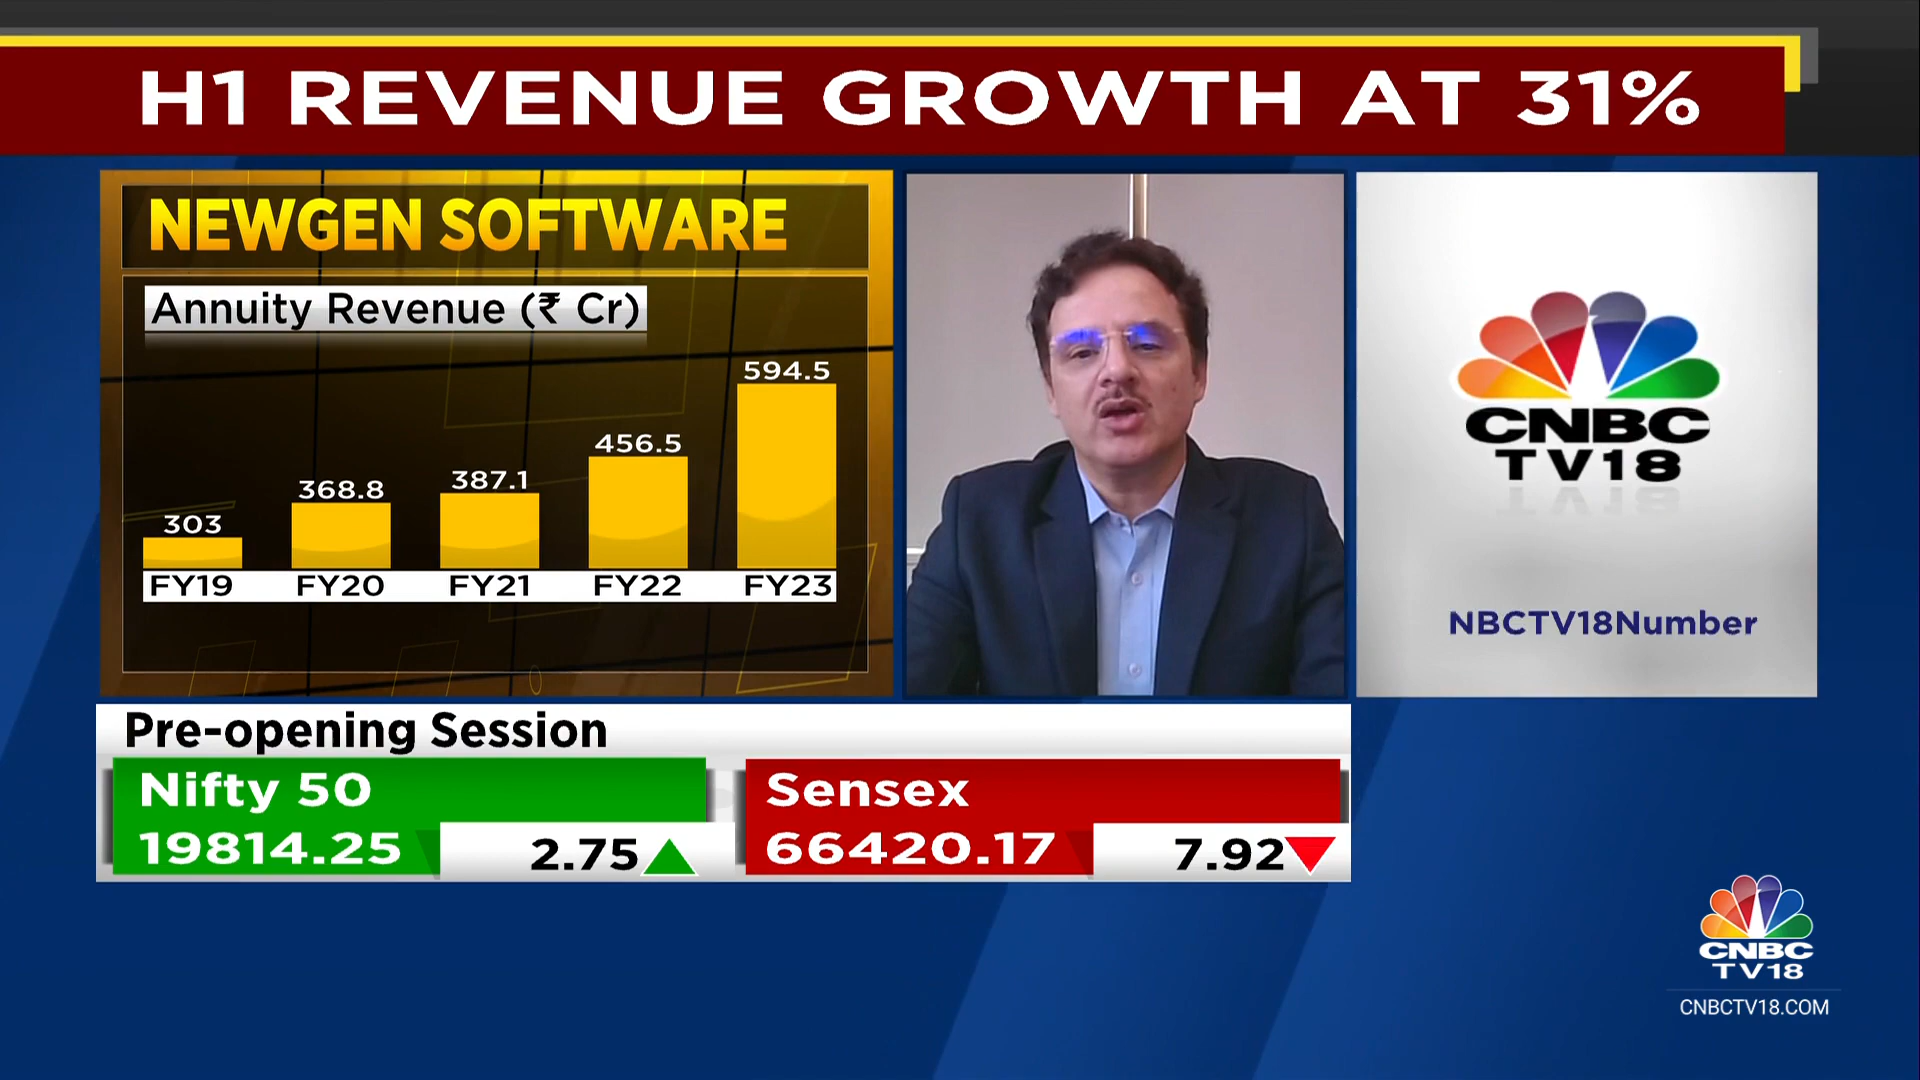 H1 REVENUE GROWTH AT 31%
NEWGEN SOFTWARE
Annuity Revenue (₹ Cr)
303
368.8
387.1
456.5
594.5
FY19
FY20
FY21
FY22
FY23
CNBC
TV18
NBCTV18Number
Pre-opening Session
Nifty 50
19814.25
2.75
Sensex
66420.17
7.92
CNBC
TV18
CNBCTV18.COM